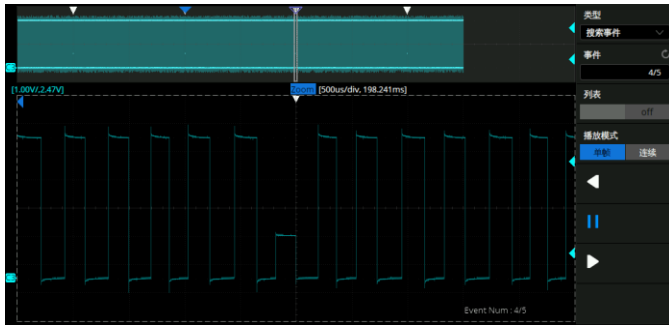 类型
搜索事件
事件
4/5
列表
off
播放模式
单帧 连续
[1.00V/,2.47V]
Zoom [500us/div, 198.241ms]
Event Num : 4/5